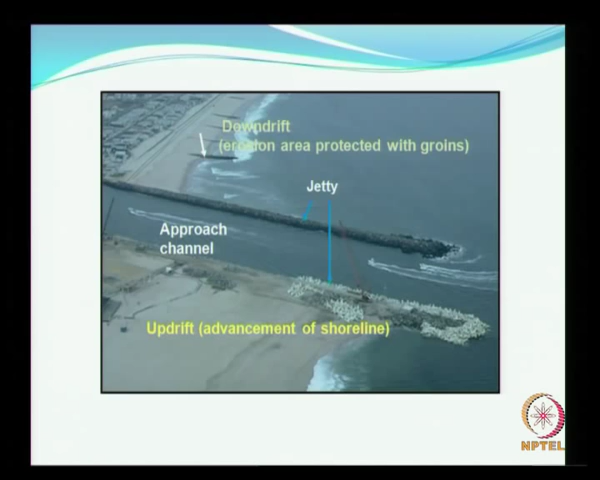 Downdrift
(erosion area protected with groins)
Jetty
Approach
channel
Updrift (advancement of shoreline)
NPTEL